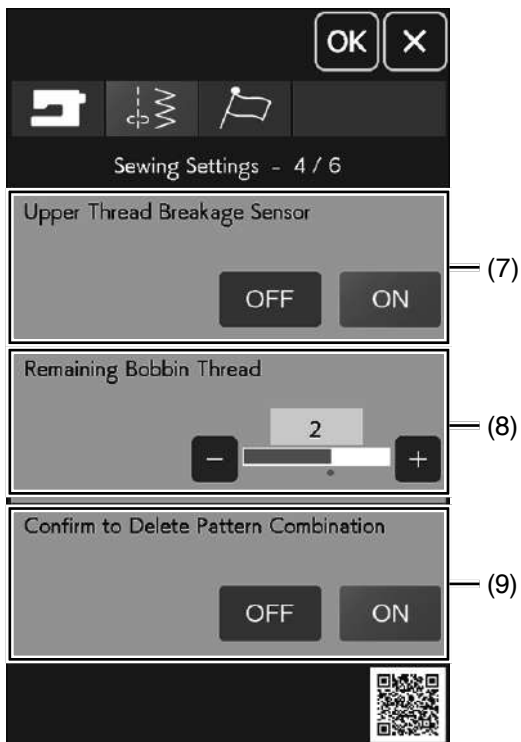 OK ×
Sewing Settings - 4 / 6
Upper Thread Breakage Sensor
OFF ON
(7)
Remaining Bobbin Thread
2
- +
(8)
Confirm to Delete Pattern Combination
OFF ON
(9)